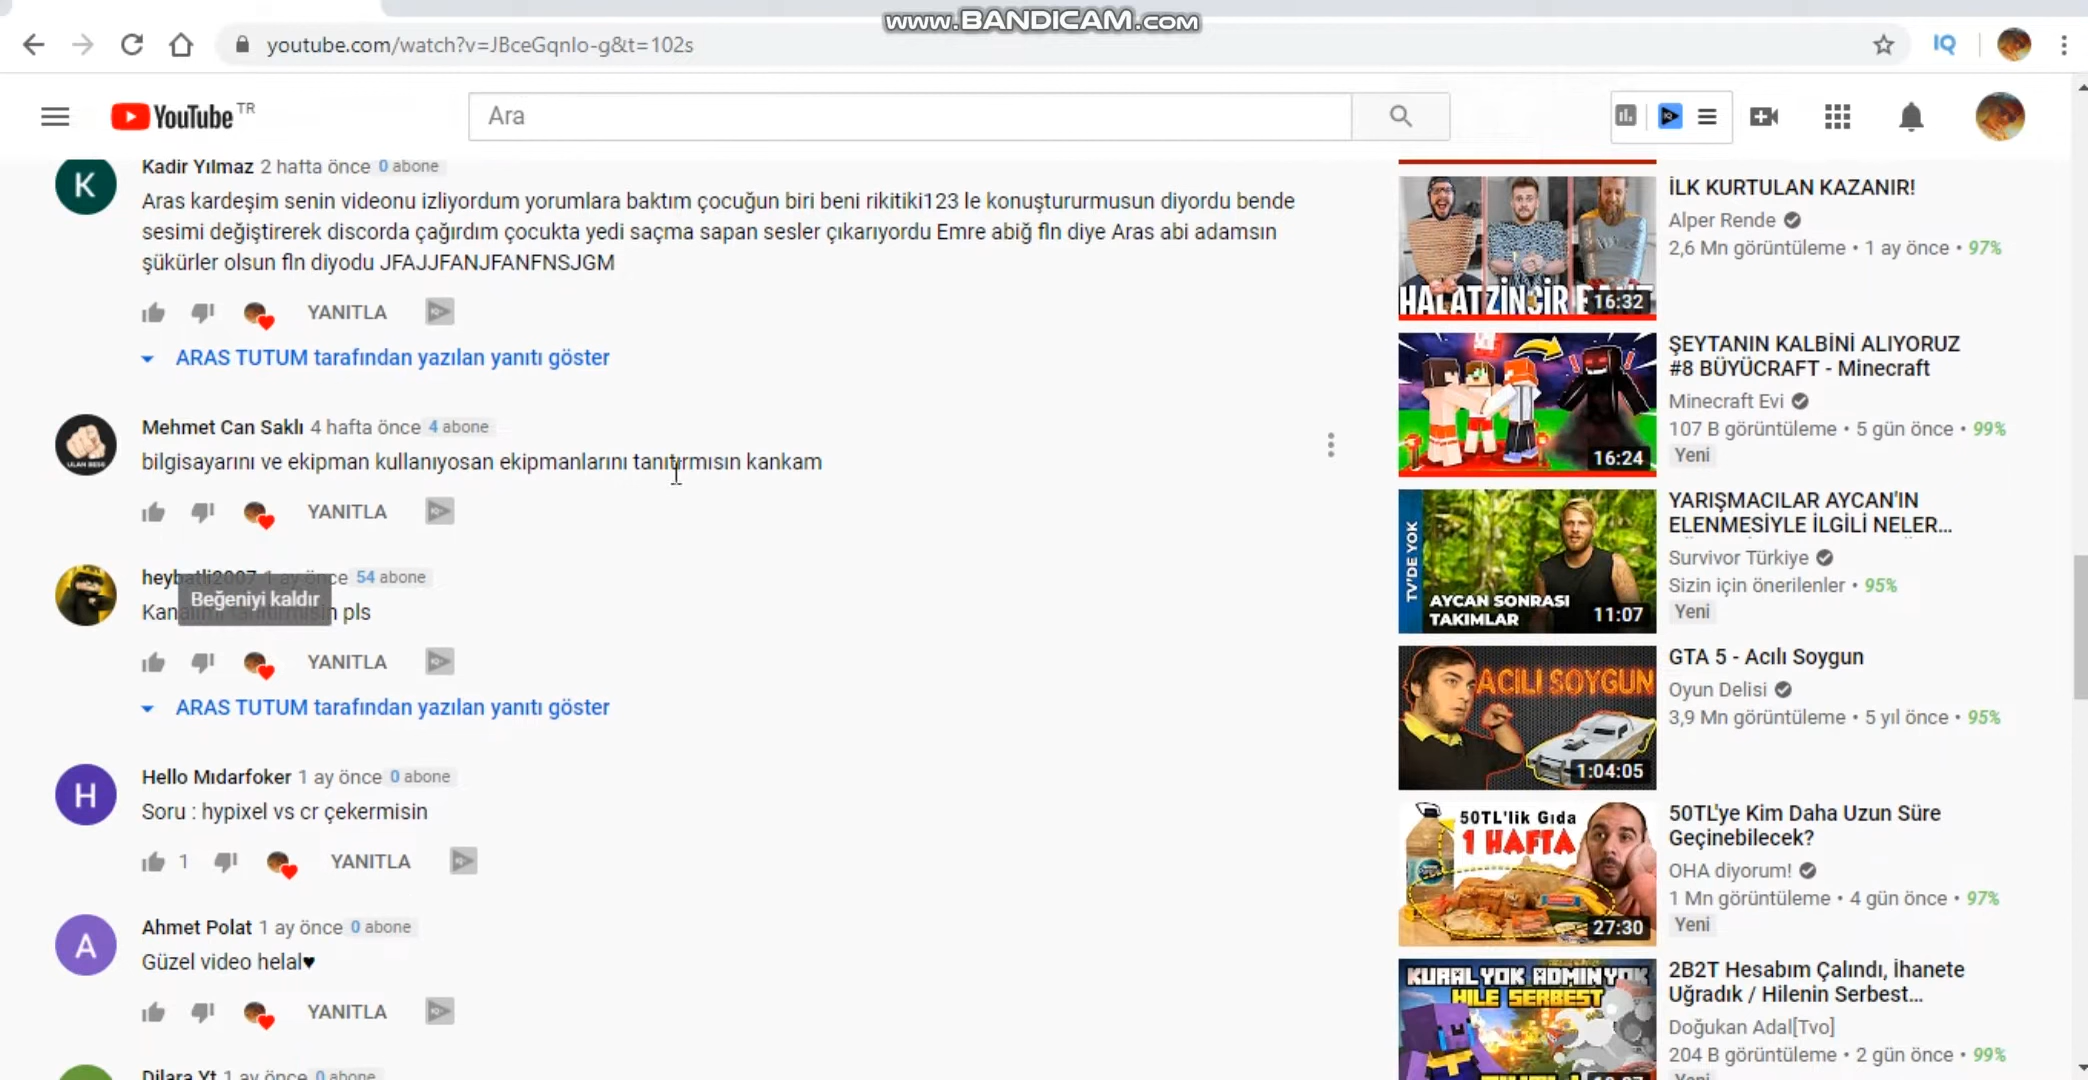 www.BANDICAM.com
youtube.com/watch?v=JBceGqnIo-g&t=102s
IQ
YouTube TR
Ara
Kadir Yılmaz 2 hafta önce 0 abone
Aras kardeşim senin videonu izliyordum yorumlara baktım çocuğun biri beni rikitiki123 le konuştururmusun diyordu bende
sesimi değiştirerek discorda çağırdım çocukta yedi saçma sapan sesler çıkarıyordu Emre abiğ fln diye Aras abi adamsın
şükürler olsun fln diyodu JFAJJFANJFANFNSJGM
YANITLA
ARAS TUTUM tarafından yazılan yanıtı göster
Mehmet Can Saklı 4 hafta önce 4 abone
bilgisayarını ve ekipman kullanıyosan ekipmanlarını tanıtırmısın kankam
YANITLA
heybatli2007 1 ay önce 54 abone
Beğeniyi kaldır
Kanalımı tanıtırmısın pls
YANITLA
ARAS TUTUM tarafından yazılan yanıtı göster
K
H
Hello Mıdarfoker 1 ay önce 0 abone
Soru : hypixel vs cr çekermisin
1 YANITLA
A
Ahmet Polat 1 ay önce 0 abone
Güzel video helal♥
YANITLA
Dilara Yt 1 ay önce 0 abone
HALAT ZİNCİR
16:32
İLK KURTULAN KAZANIR!
Alper Rende
2,6 Mn görüntüleme • 1 ay önce • 97%
16:24
ŞEYTANIN KALBİNİ ALIYORUZ
#8 BÜYÜCRAFT - Minecraft
Minecraft Evi
107 B görüntüleme • 5 gün önce • 99%
Yeni
TV'DE YOK
AYCAN SONRASI
TAKIMLAR
11:07
YARIŞMACILAR AYCAN'IN
ELENMESİYLE İLGİLİ NELER...
Survivor Türkiye
Sizin için önerilenler • 95%
Yeni
ACILI SOYGUN
1:04:05
GTA 5 - Acılı Soygun
Oyun Delisi
3,9 Mn görüntüleme • 5 yıl önce • 95%
50TL'lik Gıda
1 HAFTA
27:30
50TL'ye Kim Daha Uzun Süre
Geçinebilecek?
OHA diyorum!
1 Mn görüntüleme • 4 gün önce • 97%
Yeni
KURAL YOK ADMIN YOK
HILE SERBEST
2B2T Hesabım Çalındı, İhanete
Uğradık / Hilenin Serbest...
Doğukan Adal[Tvo]
204 B görüntüleme • 2 gün önce • 99%
Yeni